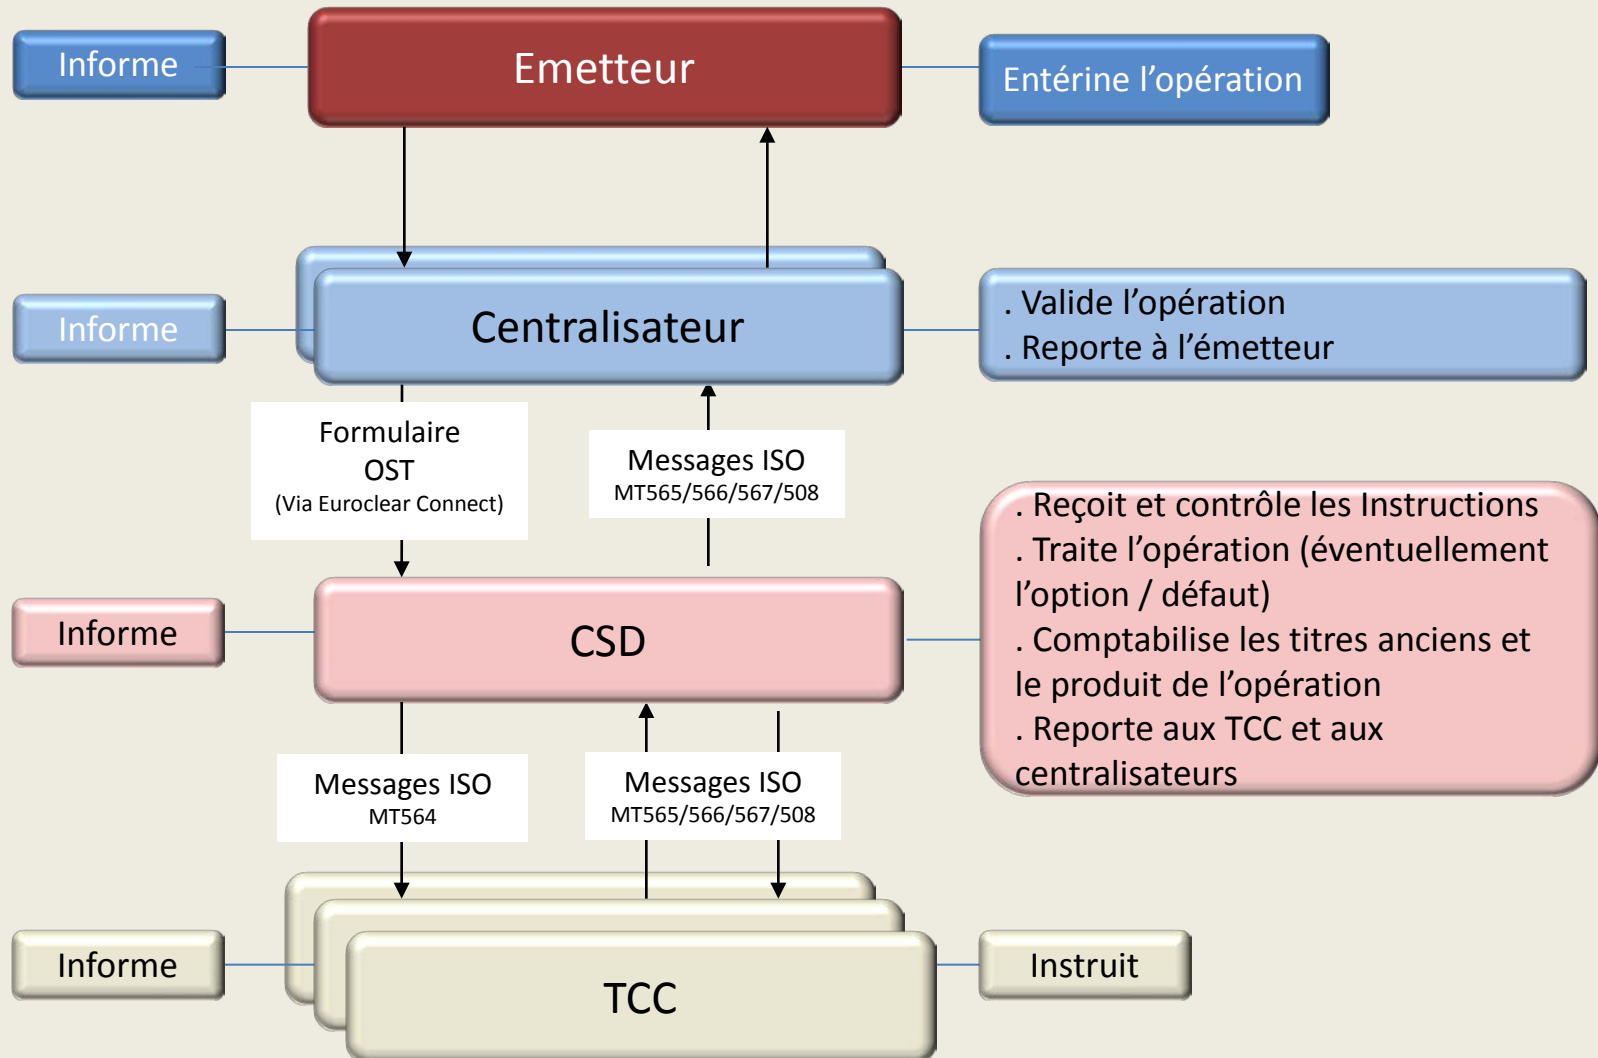 Informe
Emetteur
Entérine l’opération
Informe
Centralisateur
. Valide l’opération
. Reporte à l’émetteur
Formulaire
OST
(Via Euroclear Connect)
Messages ISO
MT565/566/567/508
Informe
CSD
. Reçoit et contrôle les Instructions
. Traite l’opération (éventuellement
l’option / défaut)
. Comptabilise les titres anciens et
le produit de l’opération
. Reporte aux TCC et aux
centralisateurs
Messages ISO
MT564
Messages ISO
MT565/566/567/508
Informe
TCC
Instruit